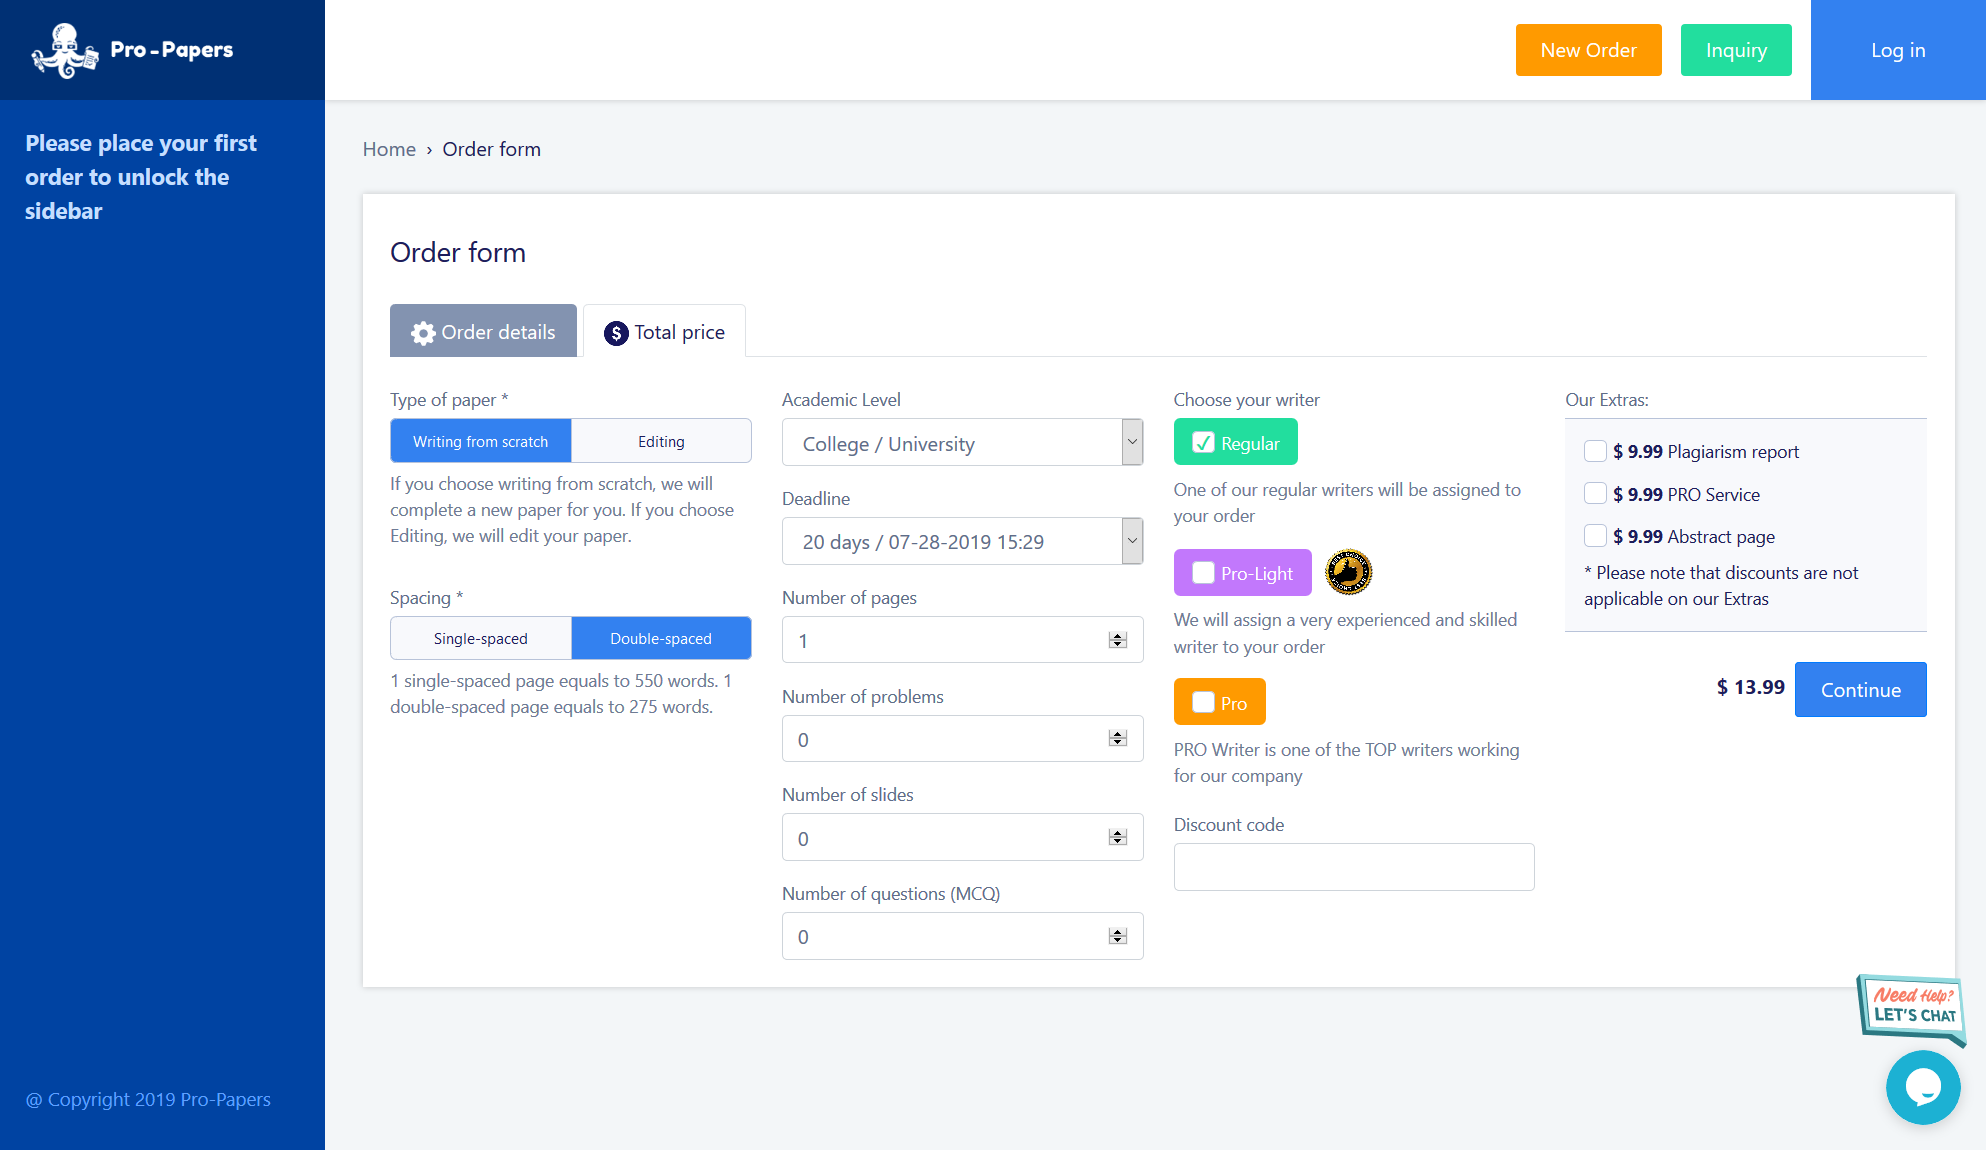 Pro-Papers
New Order
Inquiry
Log in
Please place your first
order to unlock the
sidebar
Home › Order form
Order form
Order details
Total price
Type of paper *
Writing from scratch
Editing
If you choose writing from scratch, we will
complete a new paper for you. If you choose
Editing, we will edit your paper.
Spacing *
Single-spaced
Double-spaced
1 single-spaced page equals to 550 words. 1
double-spaced page equals to 275 words.
Academic Level
College / University
Deadline
20 days / 07-28-2019 15:29
Number of pages
1
Number of problems
0
Number of slides
0
Number of questions (MCQ)
0
Choose your writer
Regular
One of our regular writers will be assigned to
your order
Pro-Light
We will assign a very experienced and skilled
writer to your order
Pro
PRO Writer is one of the TOP writers working
for our company
Discount code
Our Extras:
$ 9.99 Plagiarism report
$ 9.99 PRO Service
$ 9.99 Abstract page
* Please note that discounts are not
applicable on our Extras
$ 13.99
Continue
Need Help?
LET'S CHAT
@ Copyright 2019 Pro-Papers